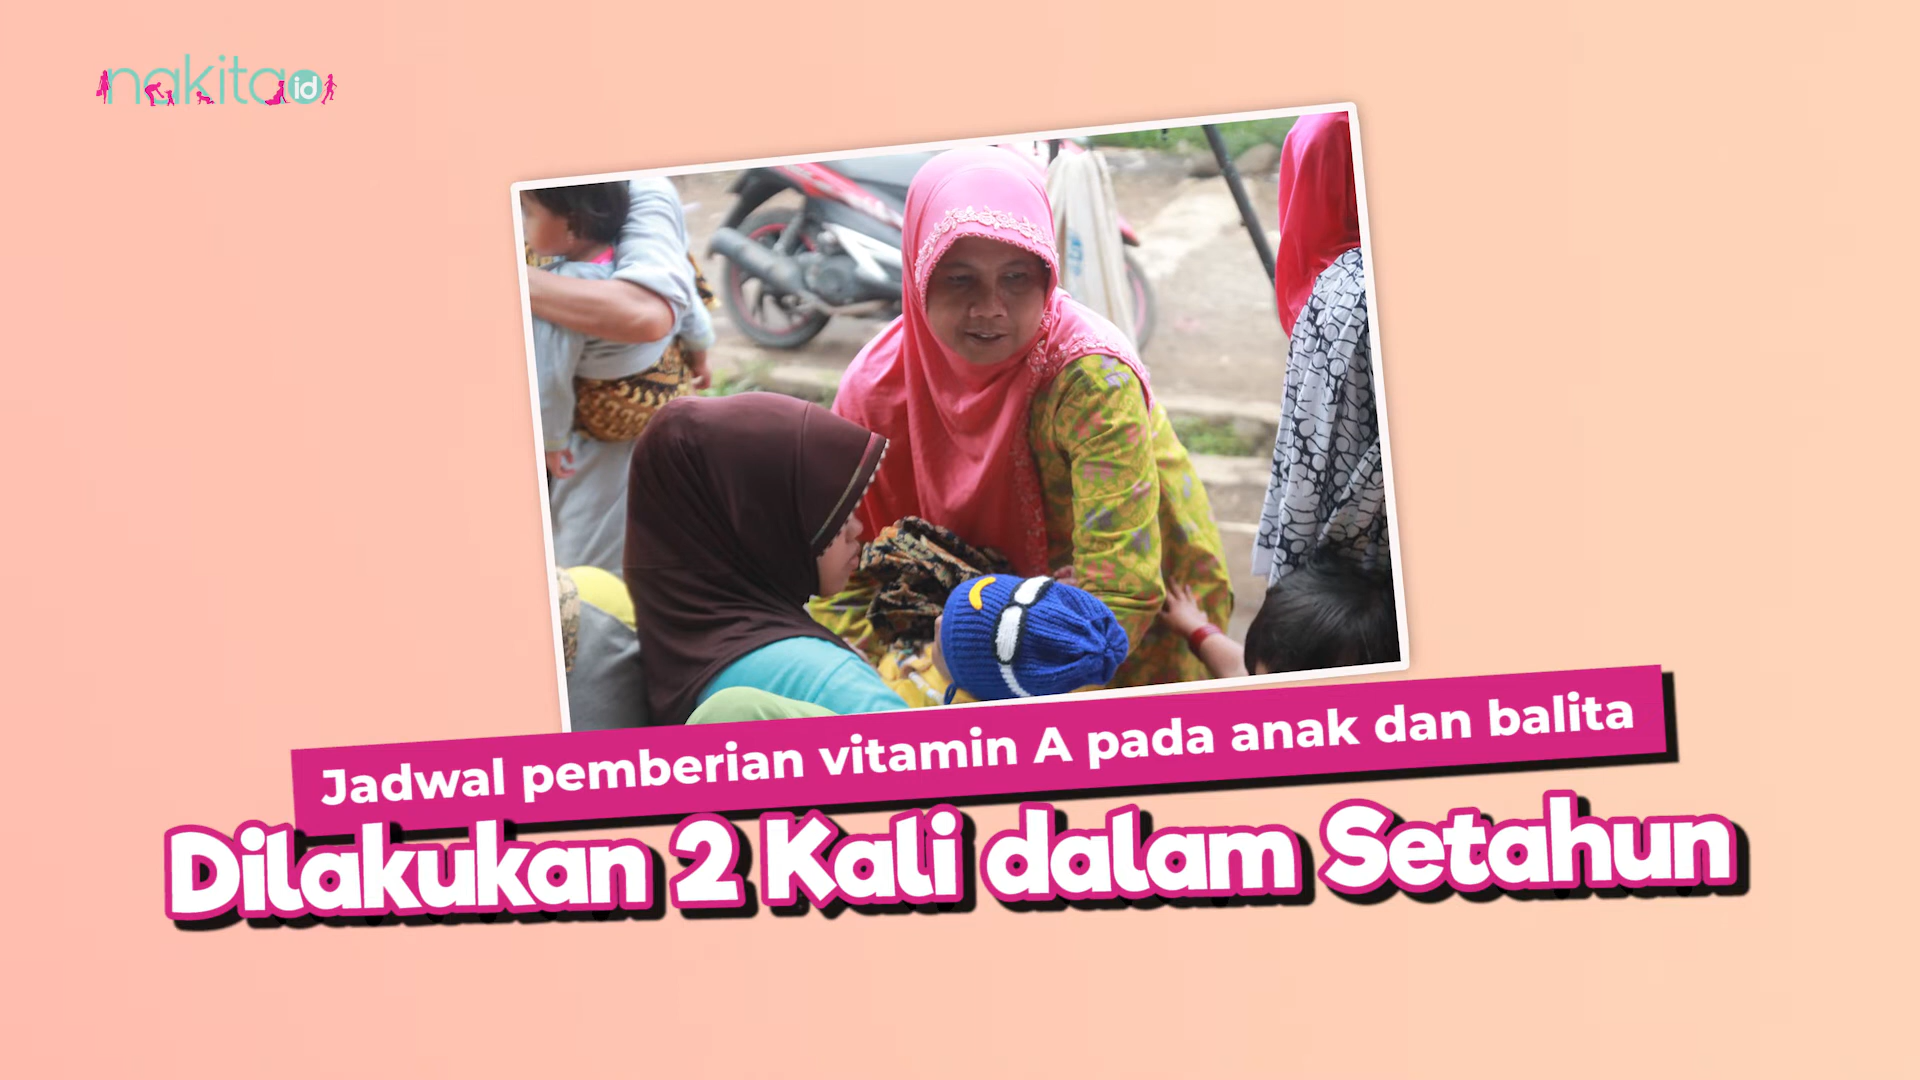 nakita id
Jadwal pemberian vitamin A pada anak dan balita
Dilakukan 2 Kali dalam Setahun